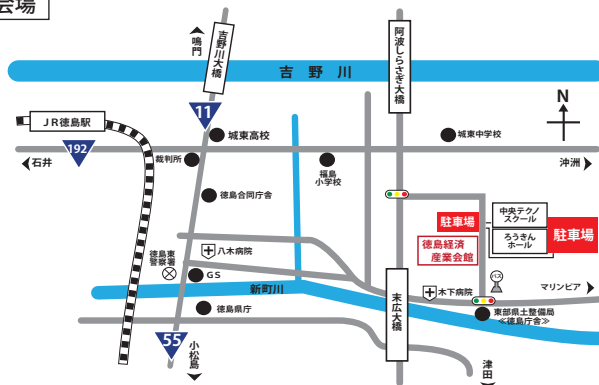 会場
鳴門
吉野川大橋
阿波しらさぎ大橋
吉野川
N
JR徳島駅
11
城東高校
城東中学校
192
石井
裁判所
福島
小学校
沖洲
徳島合同庁舎
中央テクノ
スクール
駐車場
ろうきん
ホール
駐車場
徳島経済
産業会館
徳島東
警察署
八木病院
GS
バス
マリンピア
新町川
木下病院
末広大橋
徳島県庁
東部県土整備局
≪徳島庁舎≫
55
小松島
津田